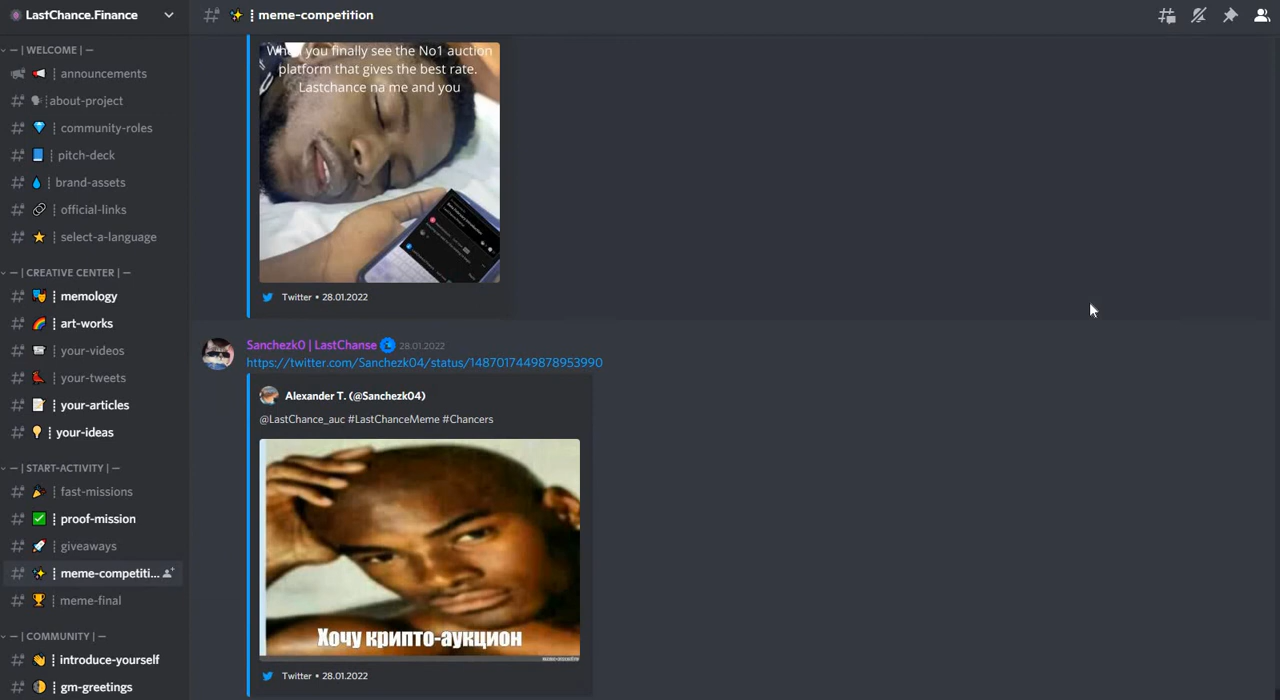 LastChance.Finance
meme-competition
— | WELCOME | —
announcements
about-project
community-roles
pitch-deck
brand-assets
official-links
select-a-language
— | CREATIVE CENTER | —
memology
art-works
your-videos
your-tweets
your-articles
your-ideas
— | START-ACTIVITY | —
fast-missions
proof-mission
giveaways
meme-competiti...
meme-final
— | COMMUNITY | —
introduce-yourself
gm-greetings
When you finally see the No1 auction
platform that gives the best rate.
Lastchance na me and you
Twitter • 28.01.2022
Sanchezk0 | LastChanse 28.01.2022
https://twitter.com/Sanchezk04/status/1487017449878953990
Alexander T. (@Sanchezk04)
@LastChance_auc #LastChanceMeme #Chancers
Хочу крипто-аукцион
Twitter • 28.01.2022